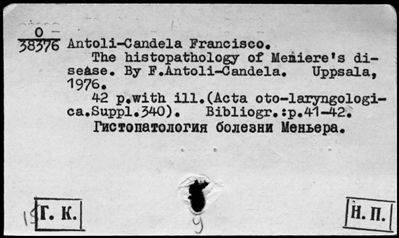 О
38376
Antoli-Candela Francisco.
The histopathology of Meniere's di-
sease. By F.Antoli-Candela. Uppsala,
1976.
42 p.with ill.(Acta oto-laryngologi-
ca.Suppl.340). Bibliogr.:p.41-42.
Гистопатология болезни Меньера.
Г. К.
Н. П.
у